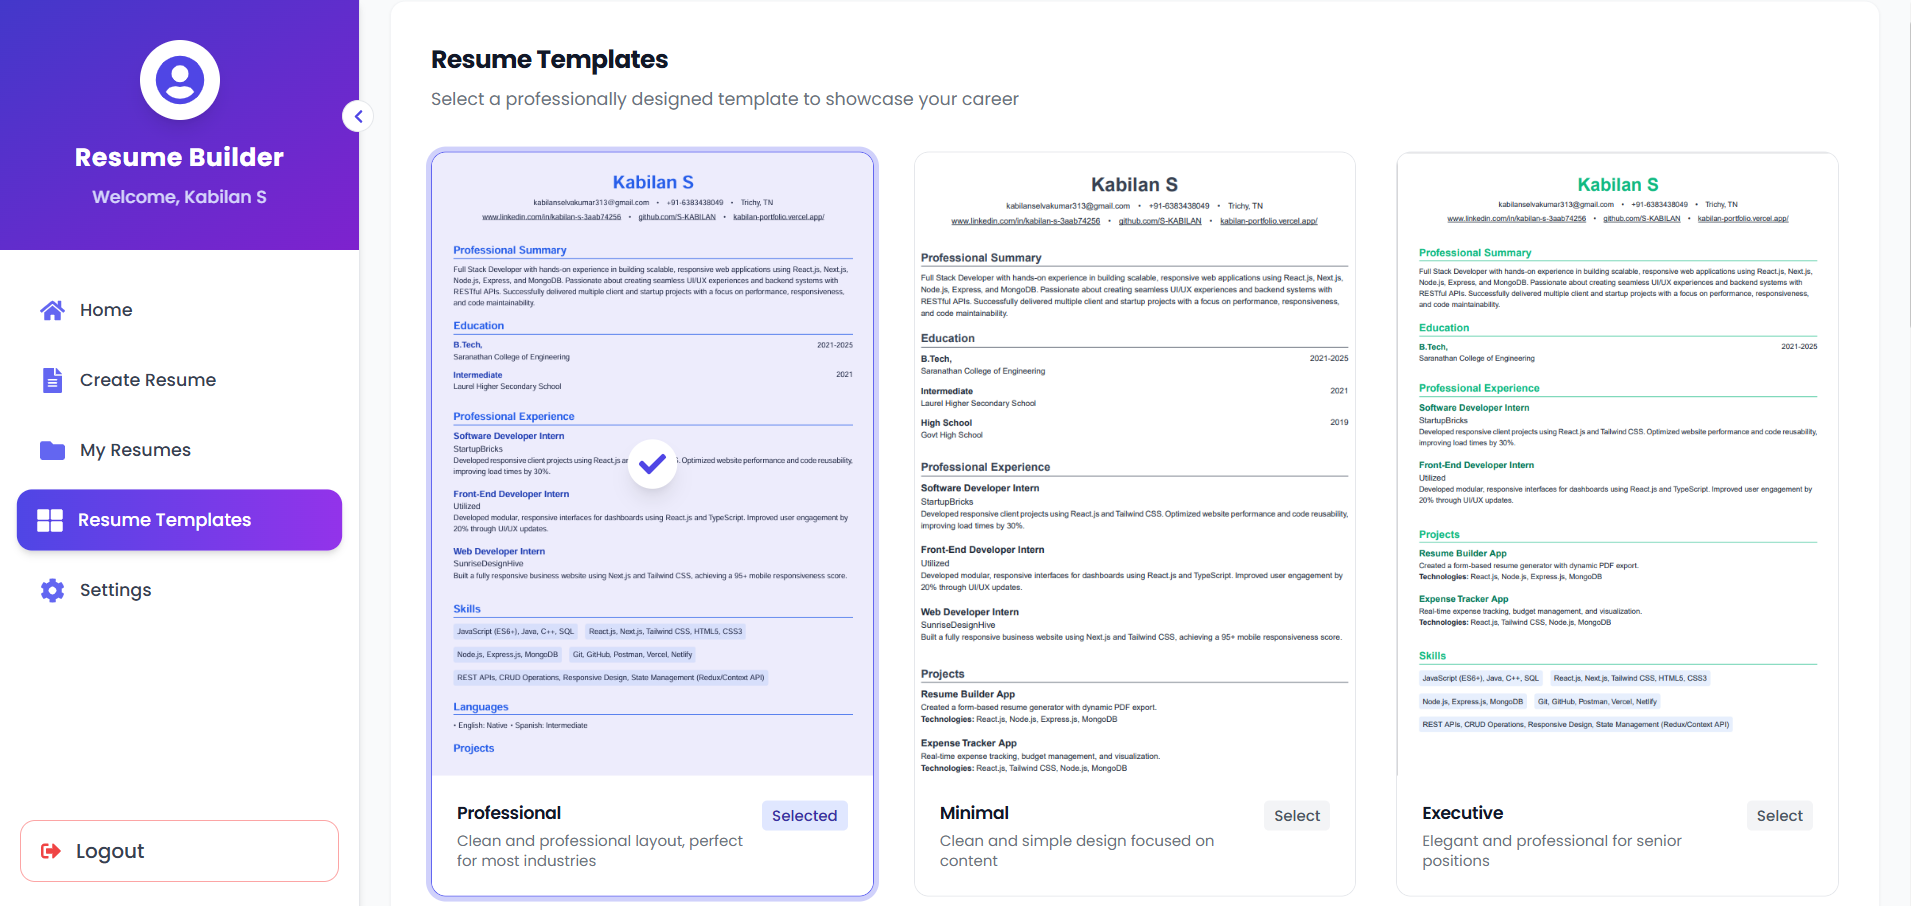 Resume Builder
Welcome, Kabilan S
Home
Create Resume
My Resumes
Resume Templates
Settings
Logout
Resume Templates
Select a professionally designed template to showcase your career
Kabilan S
kabilanselvakumar313@gmail.com • +91-6383438049 • Trichy, TN
www.linkedin.com/in/kabilan-s-3aab74256 • github.com/S-KABILAN • kabilan-portfolio.vercel.app/
Professional Summary
Full Stack Developer with hands-on experience in building scalable, responsive web applications using React.js, Next.js,
Node.js, Express, and MongoDB. Passionate about creating seamless UI/UX experiences and backend systems with
RESTful APIs. Successfully delivered multiple client and startup projects with a focus on performance, responsiveness,
and code maintainability.
Education
B.Tech, 2021-2025
Saranathan College of Engineering
Intermediate 2021
Laurel Higher Secondary School
Professional Experience
Software Developer Intern
StartupBricks
Developed responsive client projects using React.js Optimized website performance and code reusability,
improving load times by 30%.
Front-End Developer Intern
Utilized
Developed modular, responsive interfaces for dashboards using React.js and TypeScript. Improved user engagement by
20% through UI/UX updates.
Web Developer Intern
SunriseDesignHive
Built a fully responsive business website using Next.js and Tailwind CSS, achieving a 95+ mobile responsiveness score.
Skills
JavaScript (ES6+), Java, C++, SQL React.js, Next.js, Tailwind CSS, HTML5, CSS3
Node.js, Express.js, MongoDB Git, GitHub, Postman, Vercel, Netlify
REST APIs, CRUD Operations, Responsive Design, State Management (Redux/Context API)
Languages
• English: Native • Spanish: Intermediate
Projects
Professional
Selected
Clean and professional layout, perfect
for most industries
Kabilan S
kabilanselvakumar313@gmail.com • +91-6383438049 • Trichy, TN
www.linkedin.com/in/kabilan-s-3aab74256 • github.com/S-KABILAN • kabilan-portfolio.vercel.app/
Professional Summary
Full Stack Developer with hands-on experience in building scalable, responsive web applications using React.js, Next.js,
Node.js, Express, and MongoDB. Passionate about creating seamless UI/UX experiences and backend systems with
RESTful APIs. Successfully delivered multiple client and startup projects with a focus on performance, responsiveness,
and code maintainability.
Education
B.Tech, 2021-2025
Saranathan College of Engineering
Intermediate 2021
Laurel Higher Secondary School
High School 2019
Govt High School
Professional Experience
Software Developer Intern
StartupBricks
Developed responsive client projects using React.js and Tailwind CSS. Optimized website performance and code reusability,
improving load times by 30%.
Front-End Developer Intern
Utilized
Developed modular, responsive interfaces for dashboards using React.js and TypeScript. Improved user engagement by
20% through UI/UX updates.
Web Developer Intern
SunriseDesignHive
Built a fully responsive business website using Next.js and Tailwind CSS, achieving a 95+ mobile responsiveness score.
Projects
Resume Builder App
Created a form-based resume generator with dynamic PDF export.
Technologies: React.js, Node.js, Express.js, MongoDB
Expense Tracker App
Real-time expense tracking, budget management, and visualization.
Technologies: React.js, Tailwind CSS, Node.js, MongoDB
Minimal
Select
Clean and simple design focused on
content
Kabilan S
kabilanselvakumar313@gmail.com • +91-6383438049 • Trichy, TN
www.linkedin.com/in/kabilan-s-3aab74256 • github.com/S-KABILAN • kabilan-portfolio.vercel.app/
Professional Summary
Full Stack Developer with hands-on experience in building scalable, responsive web applications using React.js, Next.js,
Node.js, Express, and MongoDB. Passionate about creating seamless UI/UX experiences and backend systems with
RESTful APIs. Successfully delivered multiple client and startup projects with a focus on performance, responsiveness,
and code maintainability.
Education
B.Tech, 2021-2025
Saranathan College of Engineering
Professional Experience
Software Developer Intern
StartupBricks
Developed responsive client projects using React.js and Tailwind CSS. Optimized website performance and code reusability,
improving load times by 30%.
Front-End Developer Intern
Utilized
Developed modular, responsive interfaces for dashboards using React.js and TypeScript. Improved user engagement by
20% through UI/UX updates.
Projects
Resume Builder App
Created a form-based resume generator with dynamic PDF export.
Technologies: React.js, Node.js, Express.js, MongoDB
Expense Tracker App
Real-time expense tracking, budget management, and visualization.
Technologies: React.js, Tailwind CSS, Node.js, MongoDB
Skills
JavaScript (ES6+), Java, C++, SQL React.js, Next.js, Tailwind CSS, HTML5, CSS3
Node.js, Express.js, MongoDB Git, GitHub, Postman, Vercel, Netlify
REST APIs, CRUD Operations, Responsive Design, State Management (Redux/Context API)
Executive
Select
Elegant and professional for senior
positions